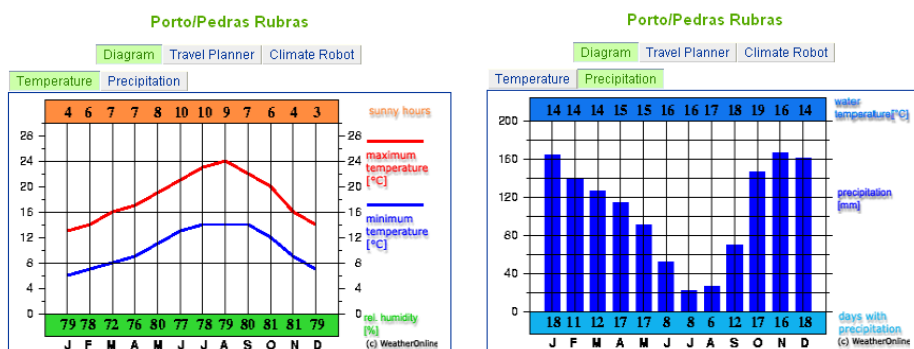 Porto/Pedras Rubras
Diagram Travel Planner Climate Robot
Temperature Precipitation
4 6 7 7 8 10 10 9 7 6 4 3
sunny hours
28 28
24 24
20 20
16 16
12 12
8 8
4 4
0 0
maximum
temperature
[°C]
minimum
temperature
[°C]
79 78 72 76 80 77 78 79 80 81 81 79
rel. humidity
[%]
J F M A M J J A S O N D
(c) WeatherOnline
Porto/Pedras Rubras
Diagram Travel Planner Climate Robot
Temperature Precipitation
14 14 14 15 15 16 16 17 18 19 16 14
water
temperature[°C]
200
160
120
80
40
0
precipitation
[mm]
18 11 12 17 17 8 8 6 12 17 16 18
days with
precipitation
J F M A M J J A S O N D
(c) WeatherOnline